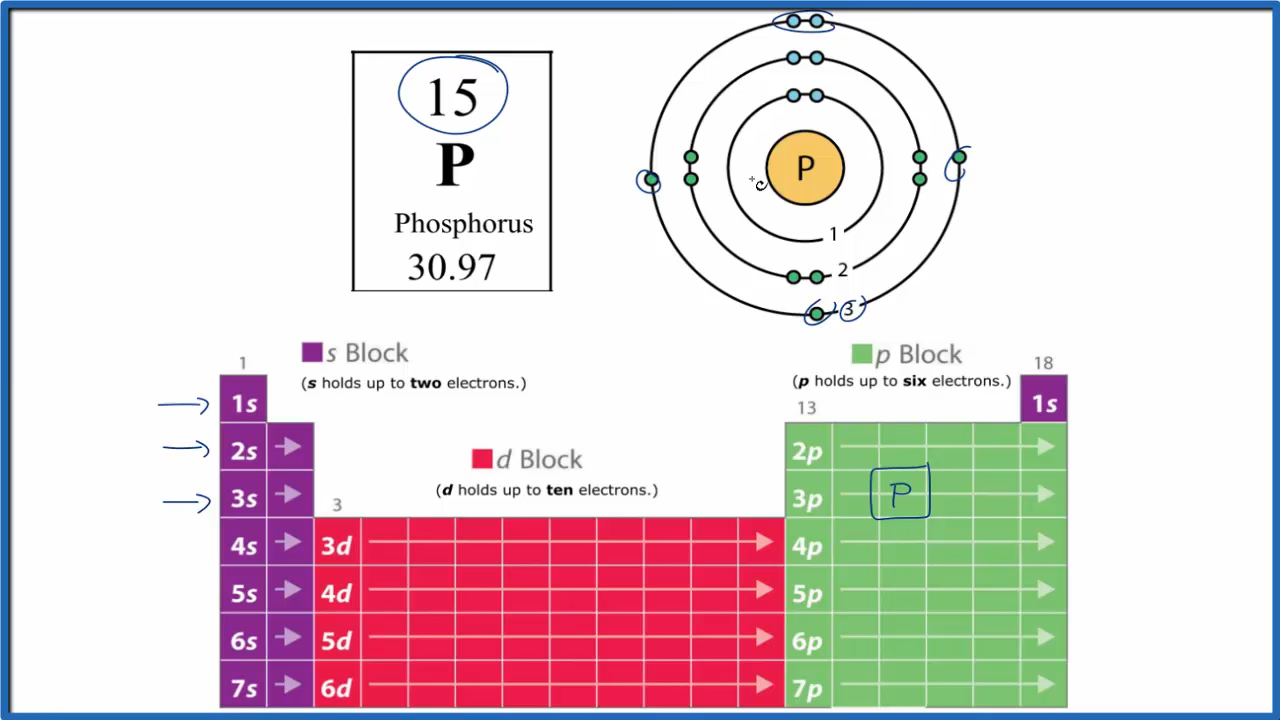 15
P
Phosphorus
30.97
P
1
2
3
1
s Block
(s holds up to two electrons.)
p Block
(p holds up to six electrons.)
18
13
1s
1s
2s
d Block
(d holds up to ten electrons.)
2p
3s
3
3p
P
4s
3d
4p
5s
4d
5p
6s
5d
6p
7s
6d
7p